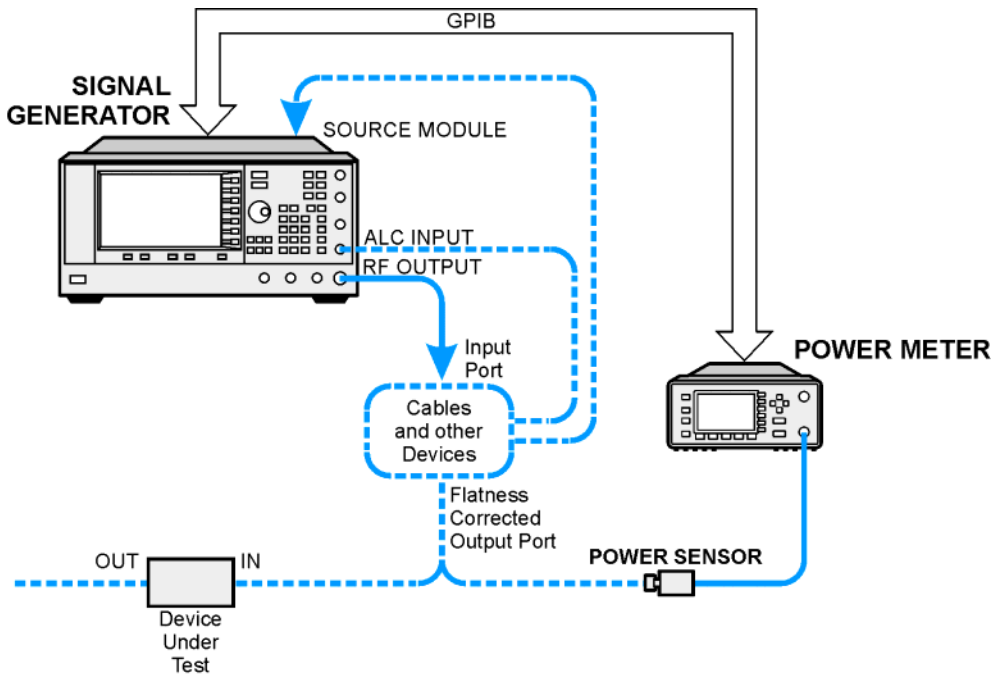 GPIB
SIGNAL
GENERATOR
SOURCE MODULE
ALC INPUT
RF OUTPUT
Input
Port
POWER METER
Cables
and other
Devices
Flatness
Corrected
Output Port
POWER SENSOR
OUT
IN
Device
Under
Test